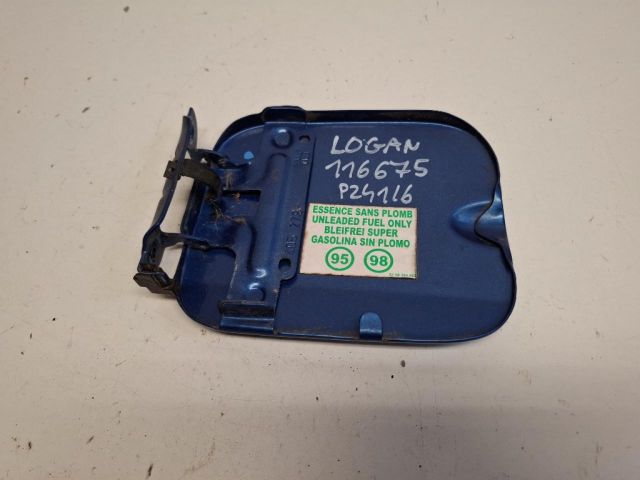 LOGAN
116675
P24116
ESSENCE SANS PLOMB
UNLEADED FUEL ONLY
BLEIFREI SUPER
GASOLINA SIN PLOMO
95 98